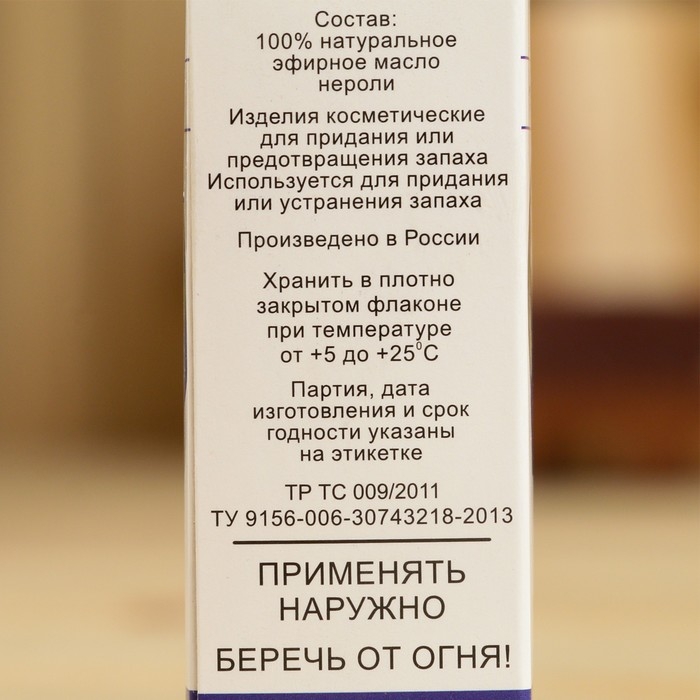 Состав:
100% натуральное
эфирное масло
нероли
Изделия косметические
для придания или
предотвращения запаха
Используется для придания
или устранения запаха
Произведено в России
Хранить в плотно
закрытом флаконе
при температуре
от +5 до +25⁰С
Партия, дата
изготовления и срок
годности указаны
на этикетке
ТР ТС 009/2011
ТУ 9156-006-30743218-2013
ПРИМЕНЯТЬ
НАРУЖНО
БЕРЕЧЬ ОТ ОГНЯ!